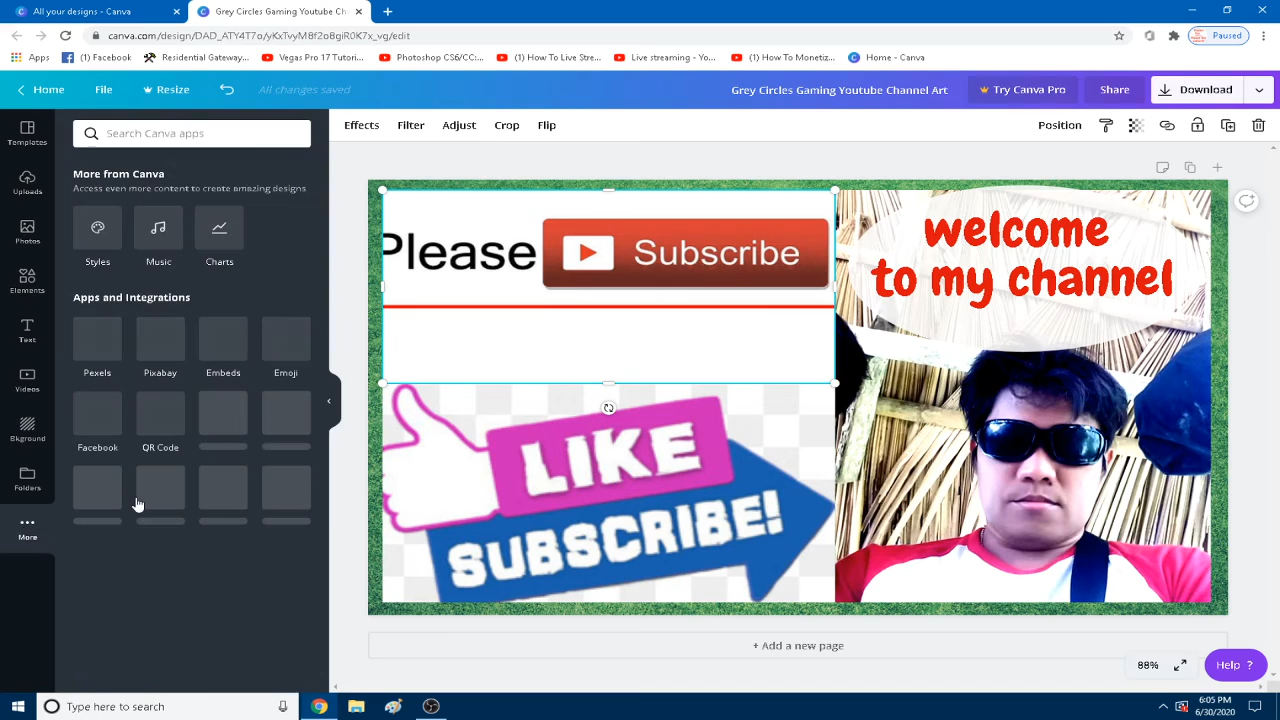 All your designs - Canva
Grey Circles Gaming Youtube Ch
canva.com/design/DAD_ATY4T7o/yKxTvyM8f2oBgiR0K7x_vg/edit
Paused
Apps
(1) Facebook
Residential Gateway...
Vegas Pro 17 Tutori...
Photoshop CS6/CC:...
(1) How To Live Stre...
Live streaming - Yo...
(1) How To Monetiz...
Home - Canva
Home
File
Resize
All changes saved
Grey Circles Gaming Youtube Channel Art
Try Canva Pro
Share
Download
Templates
Uploads
Photos
Elements
Text
Videos
Bkground
Folders
More
Search Canva apps
More from Canva
Access even more content to create amazing designs
Styles
Music
Charts
Apps and Integrations
Pexels
Pixabay
Embeds
Emoji
Facebook
QR Code
Effects
Filter
Adjust
Crop
Flip
Position
Please
Subscribe
welcome
to my channel
LIKE
SUBSCRIBE!
+ Add a new page
88%
Help ?
Type here to search
6:05 PM
6/30/2020